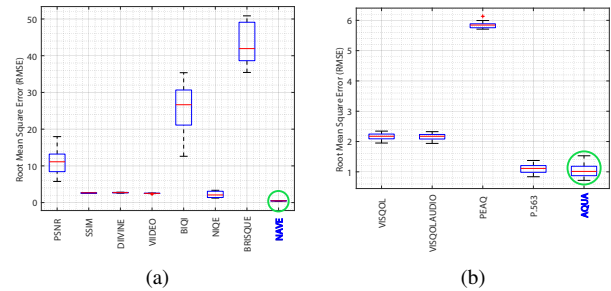 Root Mean Square Error (RMSE)
50
40
30
20
10
0
PSNR
SSIM
DIIVINE
VIIDEO
BIQI
NIQE
BRISQUE
NAVE
(a)
Root Mean Square Error (RMSE)
6
5
4
3
2
1
VISQOL
VISQOLAUDIO
PEAQ
P.563
AQUA
(b)